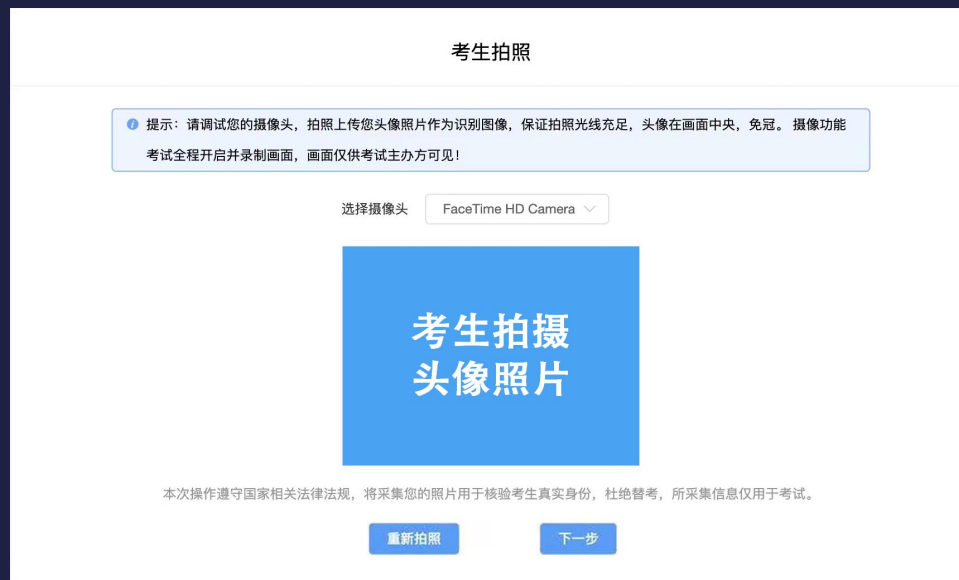 考生拍照
提示：请调试您的摄像头，拍照上传您头像照片作为识别图像，保证拍照光线充足，头像在画面中央，免冠。 摄像功能
考试全程开启并录制画面，画面仅供考试主办方可见！
选择摄像头 FaceTime HD Camera
考生拍摄
头像照片
本次操作遵守国家相关法律法规，将采集您的照片用于核验考生真实身份，杜绝替考，所采集信息仅用于考试。
重新拍照 下一步